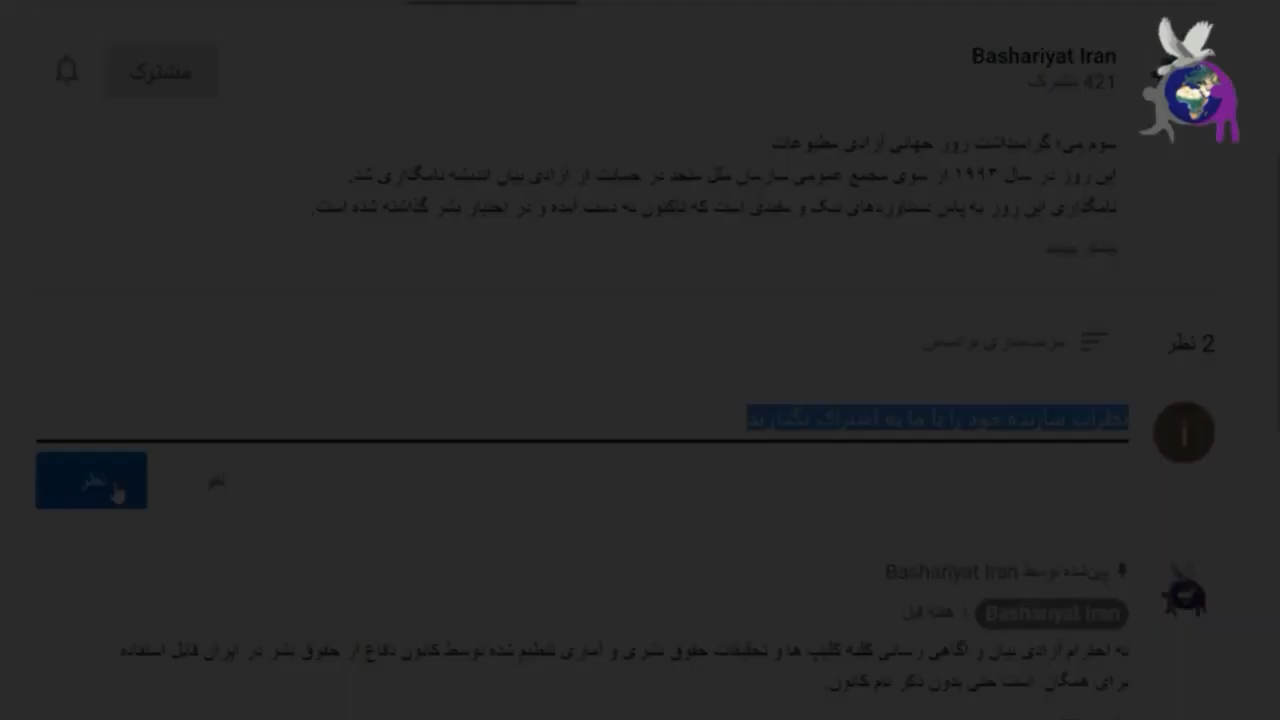 Bashariyat Iran
مشترک
421 مشترک
سوم می؛ گرامیداشت روز جهانی آزادی مطبوعات
این روز در سال ۱۹۹۳ از سوی مجمع عمومی سازمان ملل متحد در حمایت از آزادی بیان اندیشه نامگذاری شد.
نامگذاری این روز به پاس دستاوردهای نیک و مفیدی است که تاکنون به دست آمده و در اختیار بشر گذاشته شده است.
2 نظر
مرتب‌سازی براساس
نظرات سازنده خود را با ما به اشتراک بگذارید
لغو
نظر
پین‌شده توسط Bashariyat Iran
Bashariyat Iran ۱ هفته قبل
به احترام آزادی بیان و آگاهی رسانی کلیه کلیپ ها و تحقیقات حقوق بشری و آماری تنظیم شده توسط کانون دفاع از حقوق بشر در ایران قابل استفاده
برای همگان است حتی بدون ذکر نام کانون.